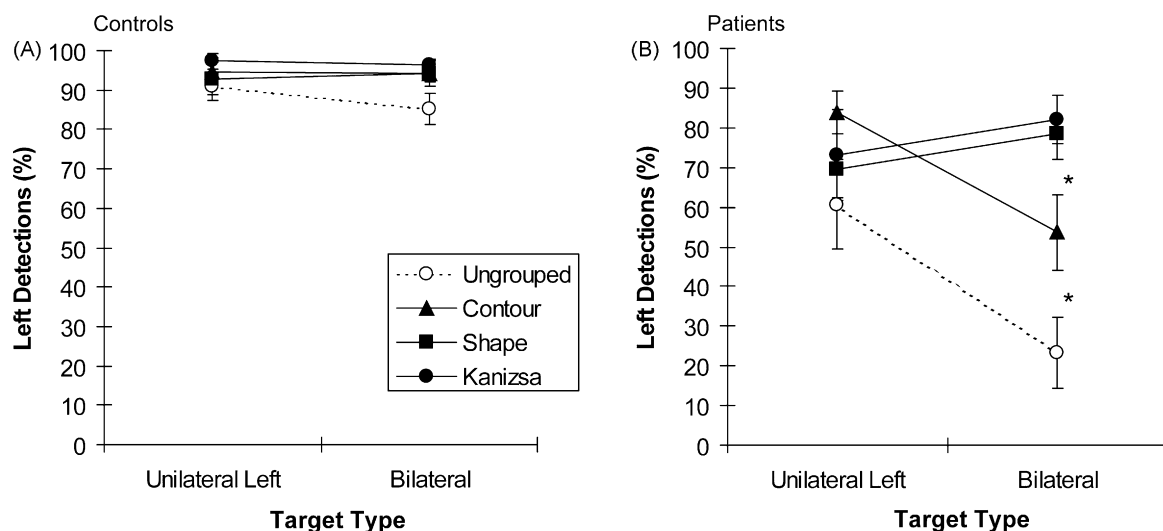 Controls
(A)
100
90
80
70
60
50
40
30
20
10
0
Left Detections (%)
Unilateral Left
Bilateral
Target Type
Ungrouped
Contour
Shape
Kanizsa
Patients
(B)
100
90
80
70
60
50
40
30
20
10
0
Left Detections (%)
*
*
Unilateral Left
Bilateral
Target Type